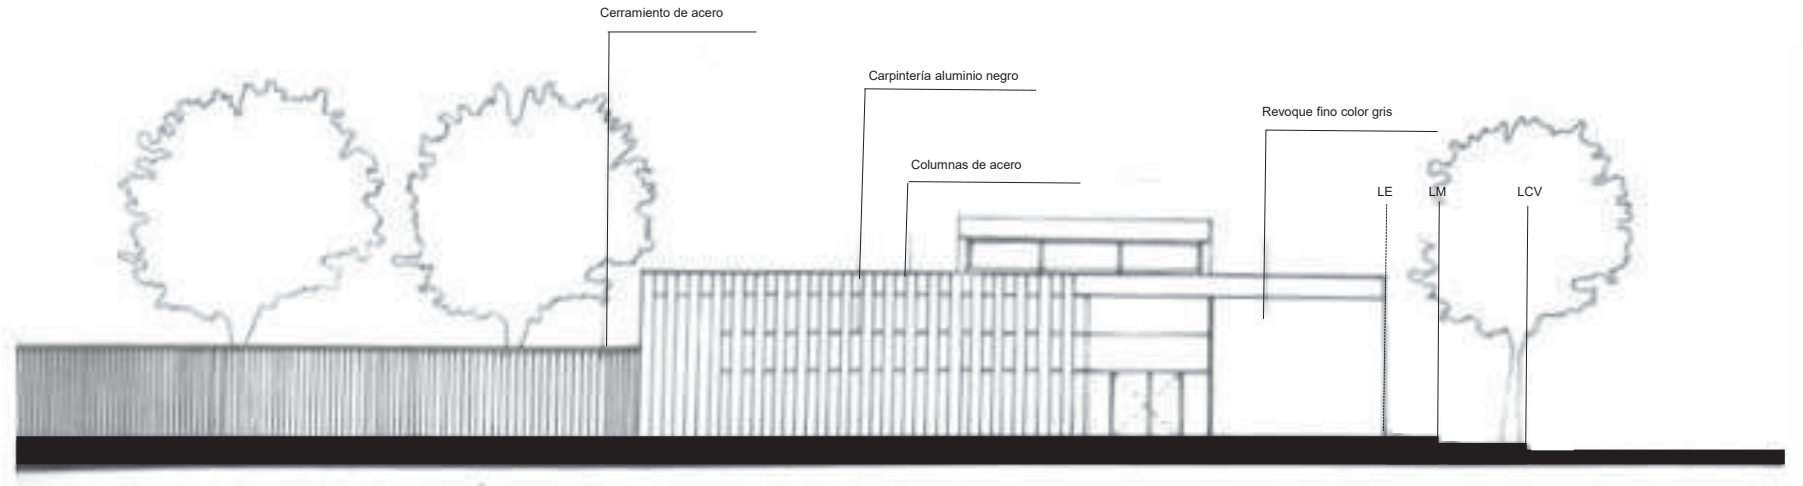 Cerramiento de acero
Carpintería aluminio negro
Revoque fino color gris
Columnas de acero
LE
LM
LCV